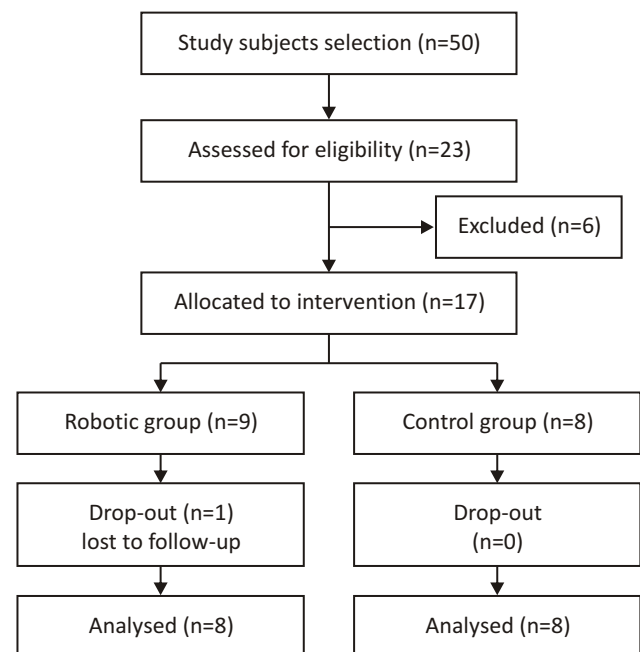 Study subjects selection (n=50)
Assessed for eligibility (n=23)
Excluded (n=6)
Allocated to intervention (n=17)
Robotic group (n=9)
Control group (n=8)
Drop-out (n=1)
lost to follow-up
Drop-out
(n=0)
Analysed (n=8)
Analysed (n=8)